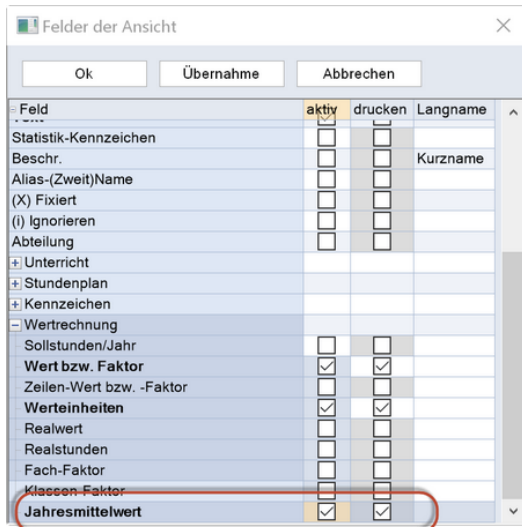 Felder der Ansicht
Ok Übernahme Abbrechen
Feld aktiv drucken Langname
Text
Statistik-Kennzeichen
Beschr. Kurzname
Alias-(Zweit)Name
(X) Fixiert
(i) Ignorieren
Abteilung
Unterricht
Stundenplan
Kennzeichen
Wertrechnung
Sollstunden/Jahr
Wert bzw. Faktor
Zeilen-Wert bzw. -Faktor
Werteinheiten
Realwert
Realstunden
Fach-Faktor
Klassen-Faktor
Jahresmittelwert